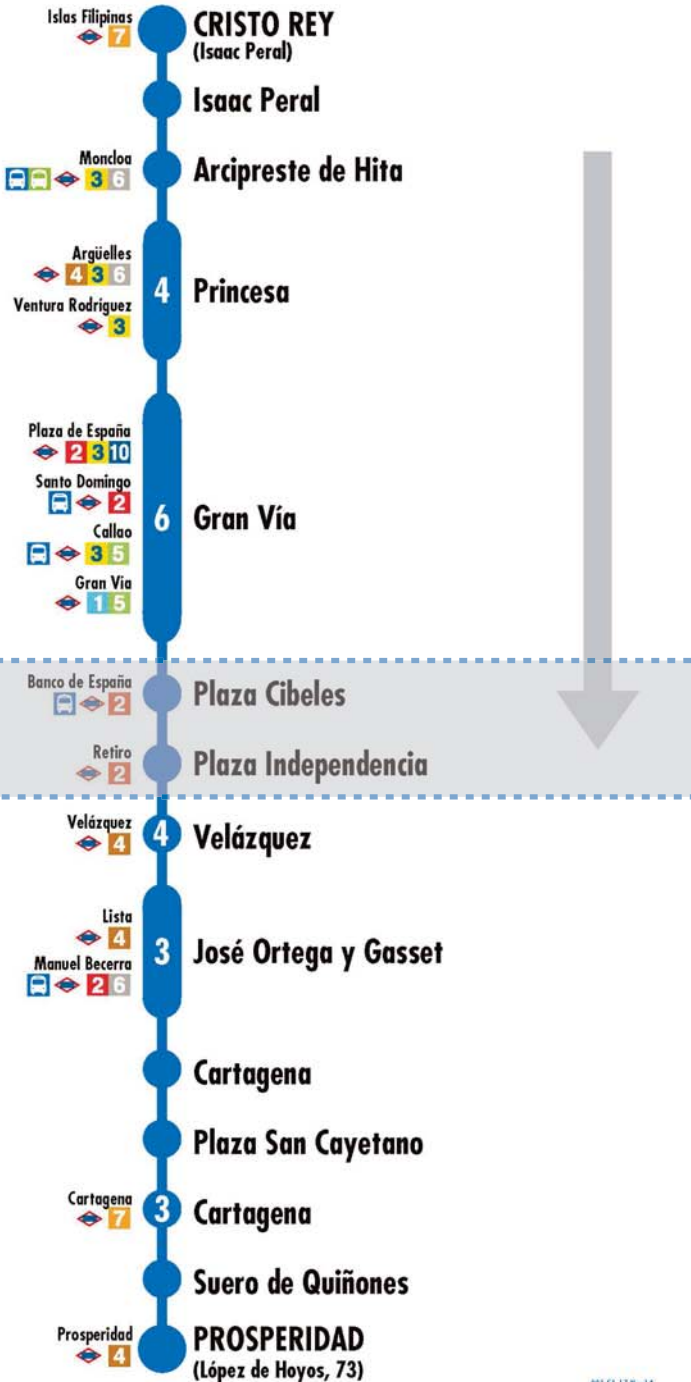 Islas Filipinas
7
CRISTO REY
(Isaac Peral)
Isaac Peral
Moncloa
3 6
Arcipreste de Hita
Argüelles
4 3 6
Ventura Rodríguez
3
4
Princesa
Plaza de España
2 3 10
Santo Domingo
2
Callao
3 5
Gran Via
1 5
6
Gran Vía
Banco de España
2
Plaza Cibeles
Retiro
2
Plaza Independencia
Velázquez
4
4
Velázquez
Lista
4
Manuel Becerra
2 6
3
José Ortega y Gasset
Cartagena
Plaza San Cayetano
Cartagena
7
3
Cartagena
Suero de Quiñones
Prosperidad
4
PROSPERIDAD
(López de Hoyos, 73)